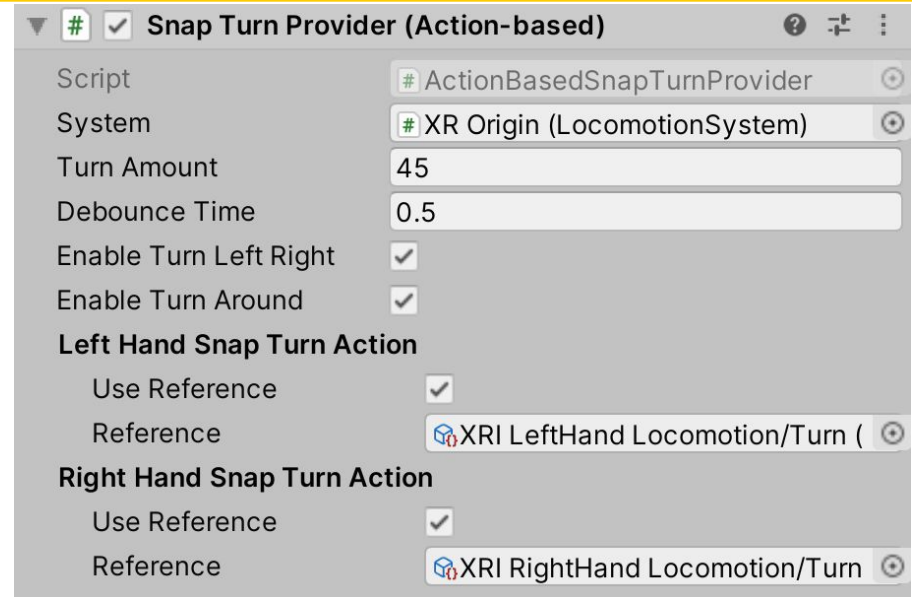 Snap Turn Provider (Action-based)
Script # ActionBasedSnapTurnProvider
System # XR Origin (LocomotionSystem)
Turn Amount 45
Debounce Time 0.5
Enable Turn Left Right
Enable Turn Around
Left Hand Snap Turn Action
Use Reference
Reference XRI LeftHand Locomotion/Turn (
Right Hand Snap Turn Action
Use Reference
Reference XRI RightHand Locomotion/Turn